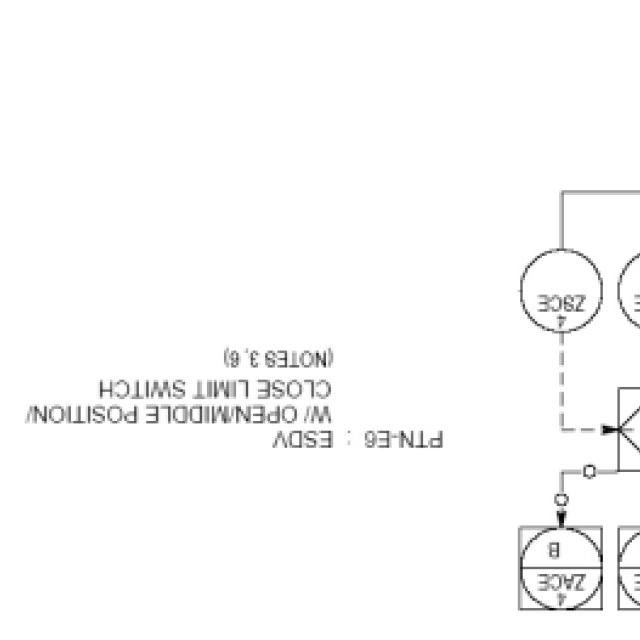 PTN-E6 : ESDV
W/ OPEN/MIDDLE POSITION/
CLOSE LIMIT SWITCH
(NOTES 3, 6)
4
ZACE
B
4
ZSCE